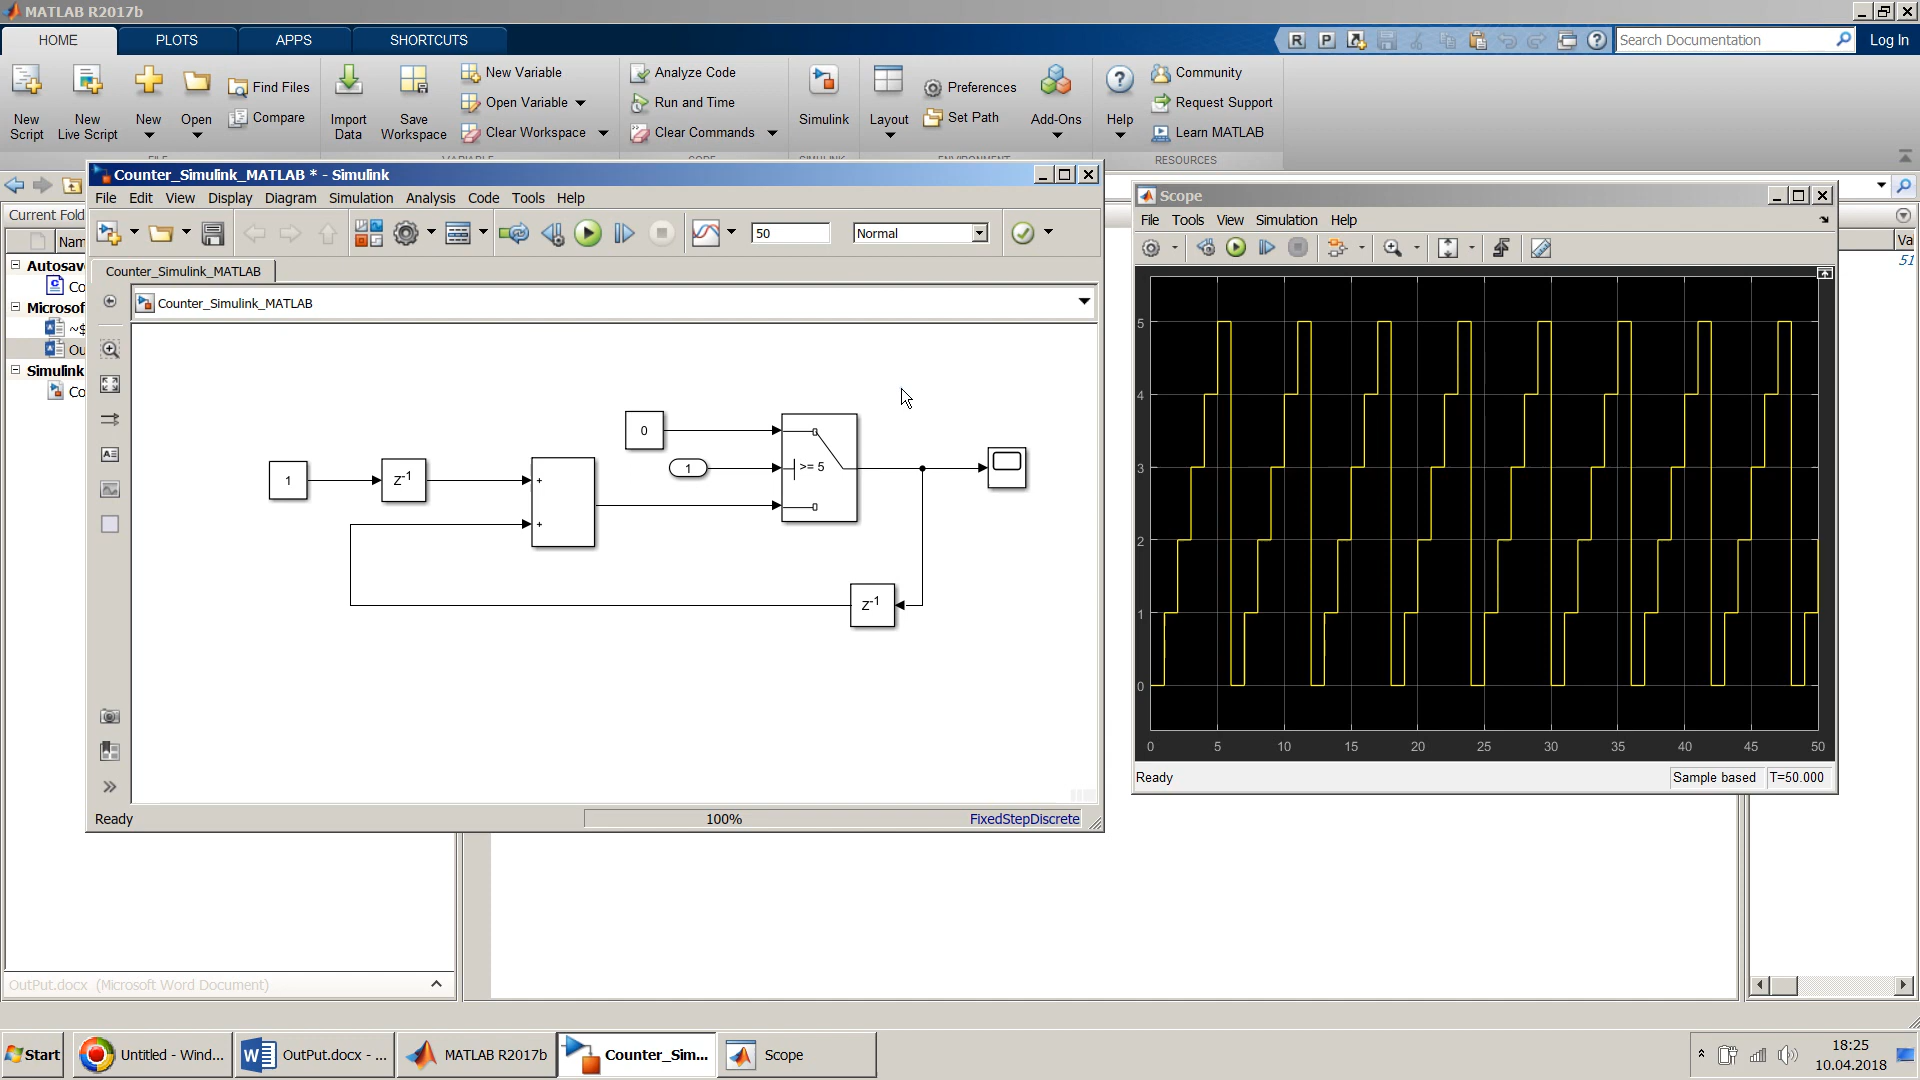 MATLAB R2017b
HOME PLOTS APPS SHORTCUTS
Search Documentation Log In
New Script
New Live Script
New
Open
Find Files
Compare
Import Data
Save Workspace
New Variable
Open Variable
Clear Workspace
Analyze Code
Run and Time
Clear Commands
Simulink
Layout
Preferences
Set Path
Add-Ons
Help
Community
Request Support
Learn MATLAB
RESOURCES
Current Fold
Nam
Autosav
Co
Microsof
~$
Ou
Simulink
Co
OutPut.docx (Microsoft Word Document)
Counter_Simulink_MATLAB * - Simulink
File Edit View Display Diagram Simulation Analysis Code Tools Help
50 Normal
Counter_Simulink_MATLAB
Counter_Simulink_MATLAB
0
1 >= 5
1 Z-1 +
+
Z-1
Ready 100% FixedStepDiscrete
Scope
File Tools View Simulation Help
5
4
3
2
1
0
0 5 10 15 20 25 30 35 40 45 50
Ready Sample based T=50.000
Va
51
Start Untitled - Wind... OutPut.docx - ... MATLAB R2017b Counter_Sim... Scope
18:25
10.04.2018